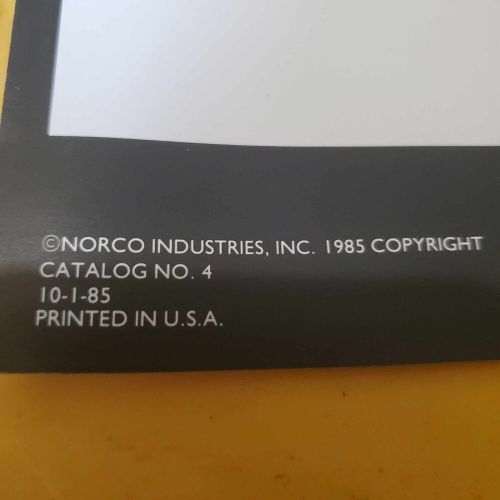 ©NORCO INDUSTRIES, INC. 1985 COPYRIGHT
CATALOG NO. 4
10-1-85
PRINTED IN U.S.A.